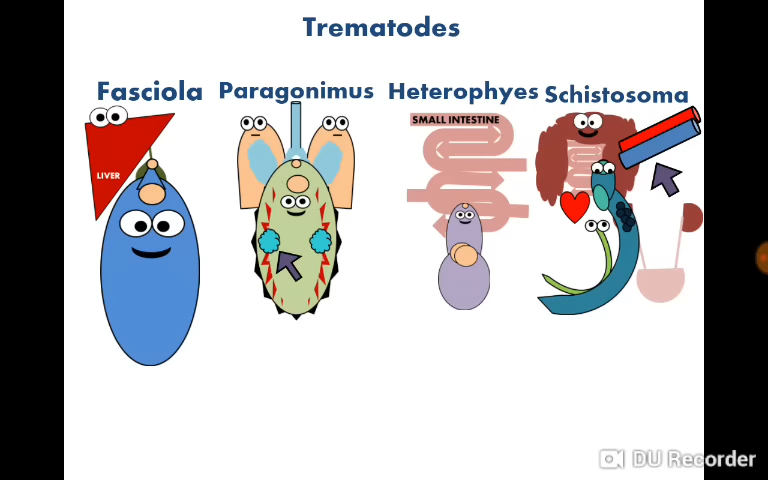 Trematodes
Fasciola Paragonimus Heterophyes Schistosoma
SMALL INTESTINE
LIVER
DU Recorder